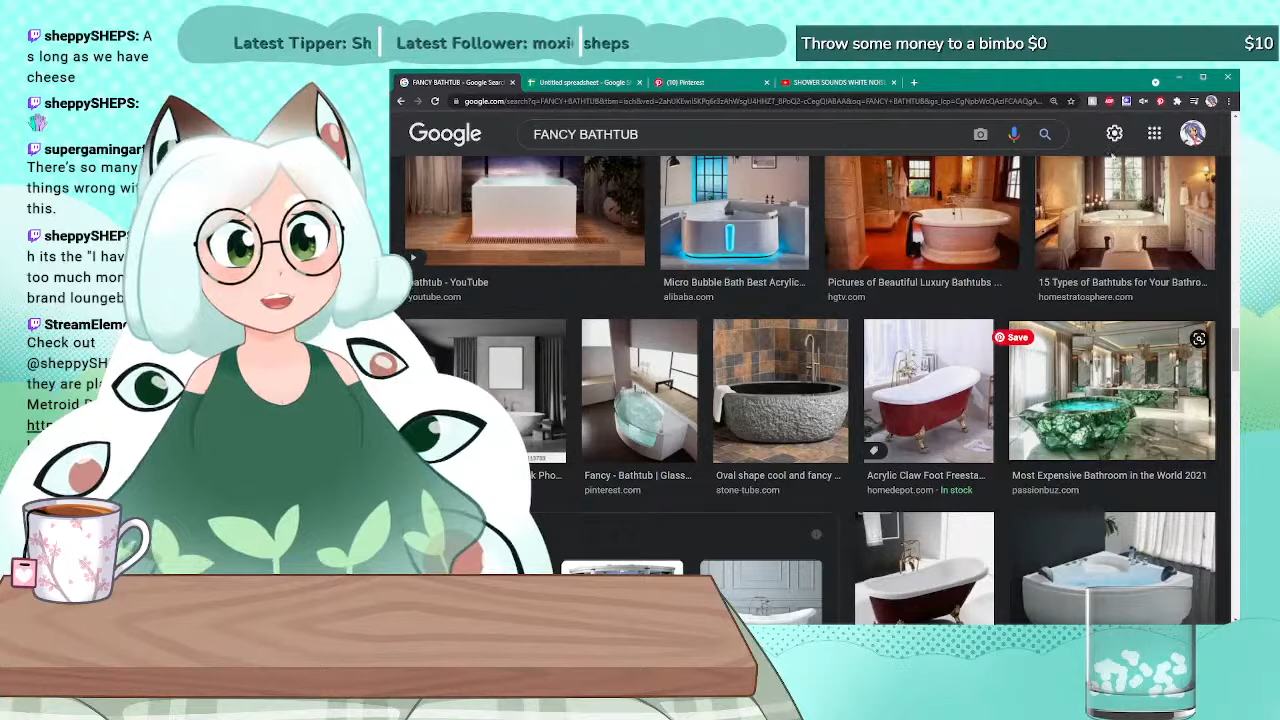 sheppySHEPS: A
s long as we have
cheese
sheppySHEPS:
supergamingar
There's so many
things wrong wi
this.
sheppySHEPS
h its the "I hav
too much mon
brand loungeb
StreamElem
Check out
@sheppySH
they are pla
Metroid
htt
Latest Tipper: Sh
Latest Follower: moxi
sheps
Throw some money to a bimbo $0
$10
FANCY BATHTUB - Google Searc
Untitled spreadsheet - Google S
(10) Pinterest
SHOWER SOUNDS WHITE NOIS
Google
FANCY BATHTUB
athtub - YouTube
youtube.com
Micro Bubble Bath Best Acrylic...
alibaba.com
Pictures of Beautiful Luxury Bathtubs ...
hgtv.com
15 Types of Bathtubs for Your Bathro...
homestratosphere.com
Save
k Pho...
Fancy - Bathtub | Glass...
pinterest.com
Oval shape cool and fancy ...
stone-tubs.com
Acrylic Claw Foot Freesta...
homedepot.com - In stock
Most Expensive Bathroom in the World 2021
passionbuz.com